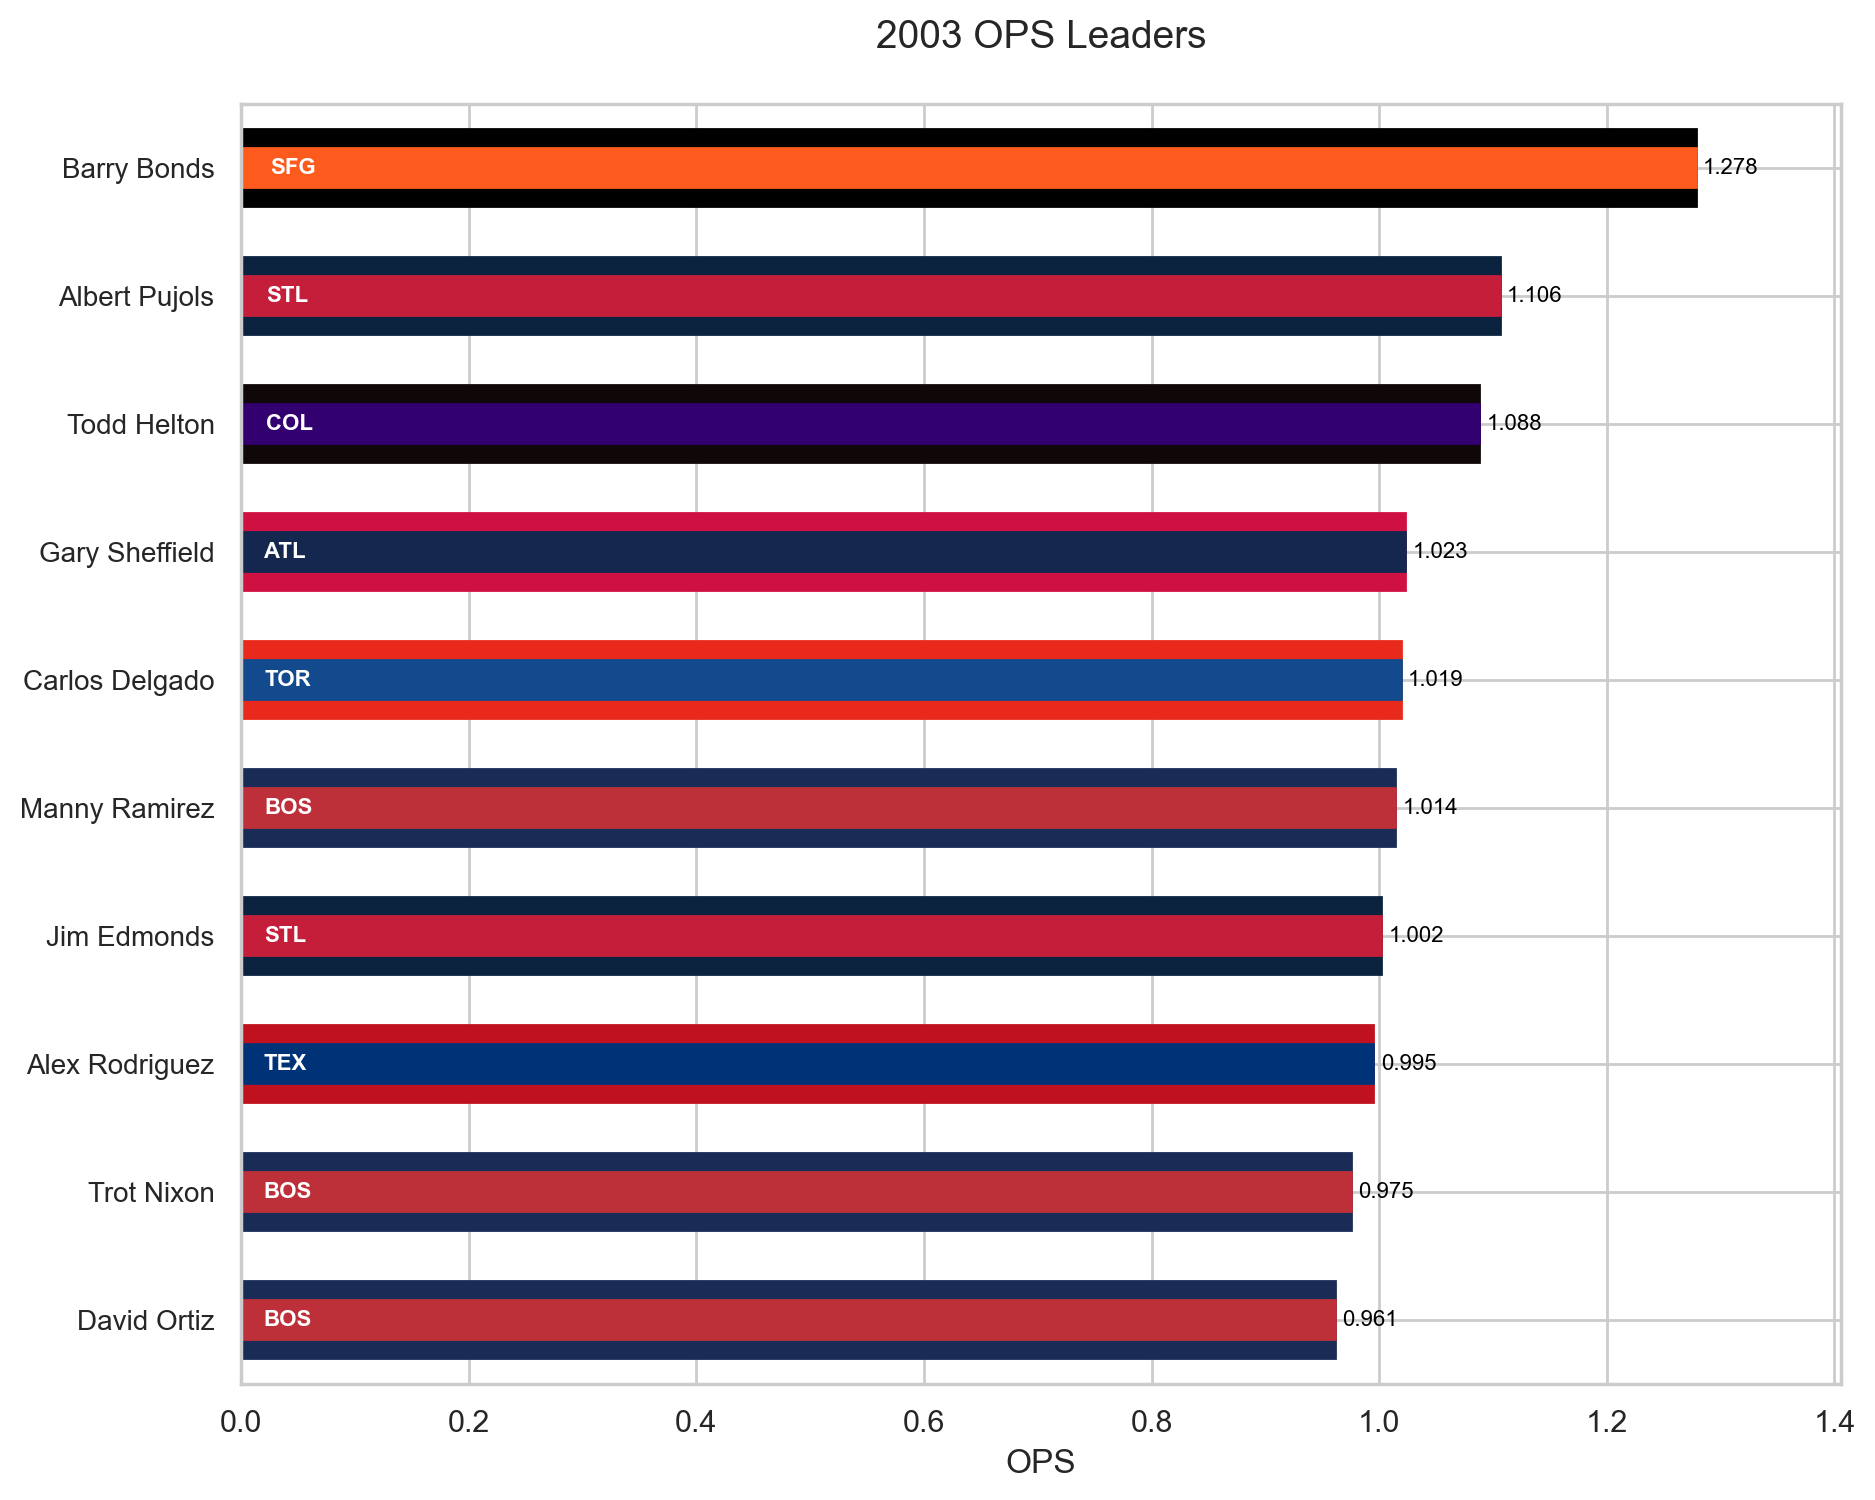 2003 OPS Leaders
Barry Bonds SFG 1.278
Albert Pujols STL 1.106
Todd Helton COL 1.088
Gary Sheffield ATL 1.023
Carlos Delgado TOR 1.019
Manny Ramirez BOS 1.014
Jim Edmonds STL 1.002
Alex Rodriguez TEX 0.995
Trot Nixon BOS 0.975
David Ortiz BOS 0.961
0.0 0.2 0.4 0.6 0.8 1.0 1.2 1.4
OPS